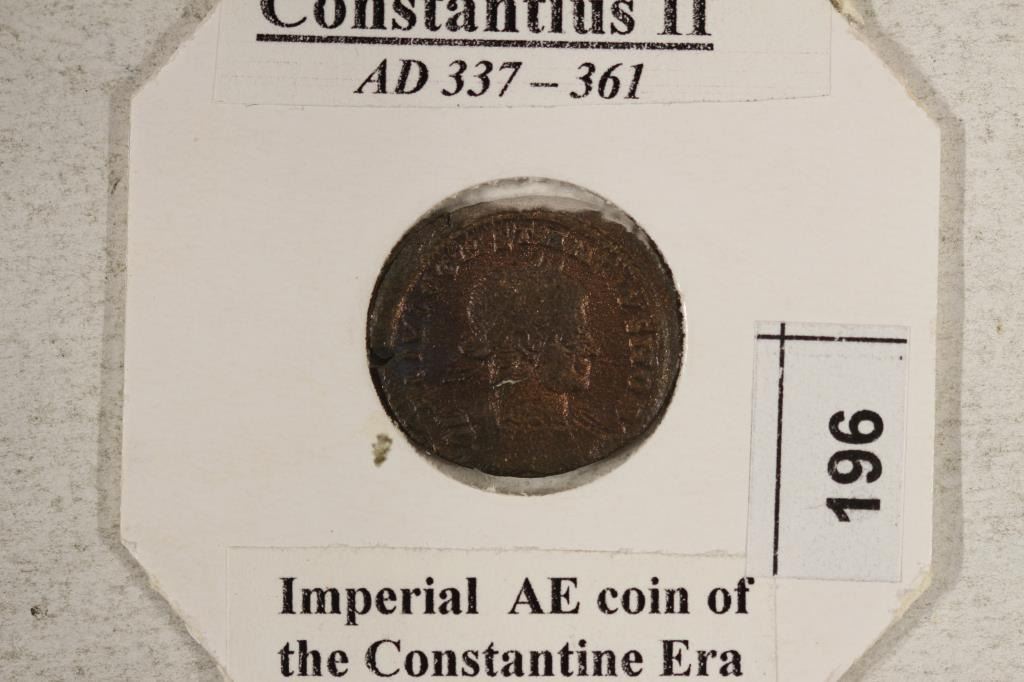 Constantius II
AD 337 – 361
196
Imperial AE coin of
the Constantine Era